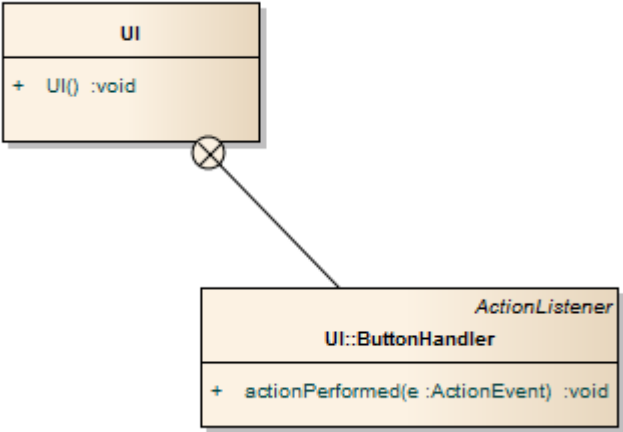 UI
+ UI() :void
ActionListener
UI::ButtonHandler
+ actionPerformed(e :ActionEvent) :void